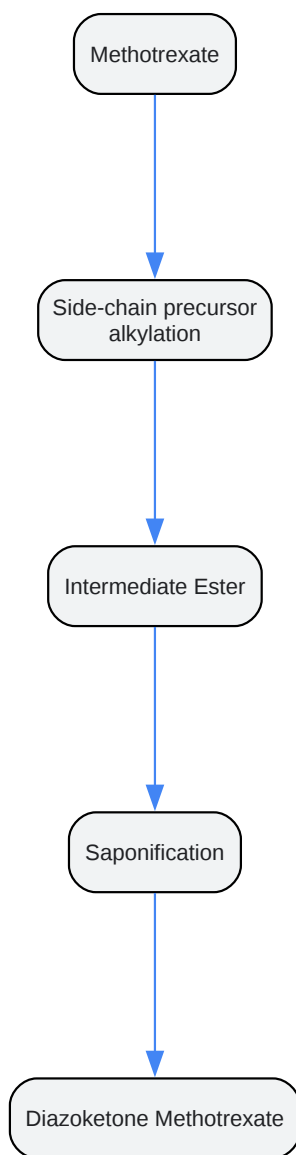 Methotrexate
Side-chain precursor
alkylation
Intermediate Ester
Saponification
Diazoketone Methotrexate